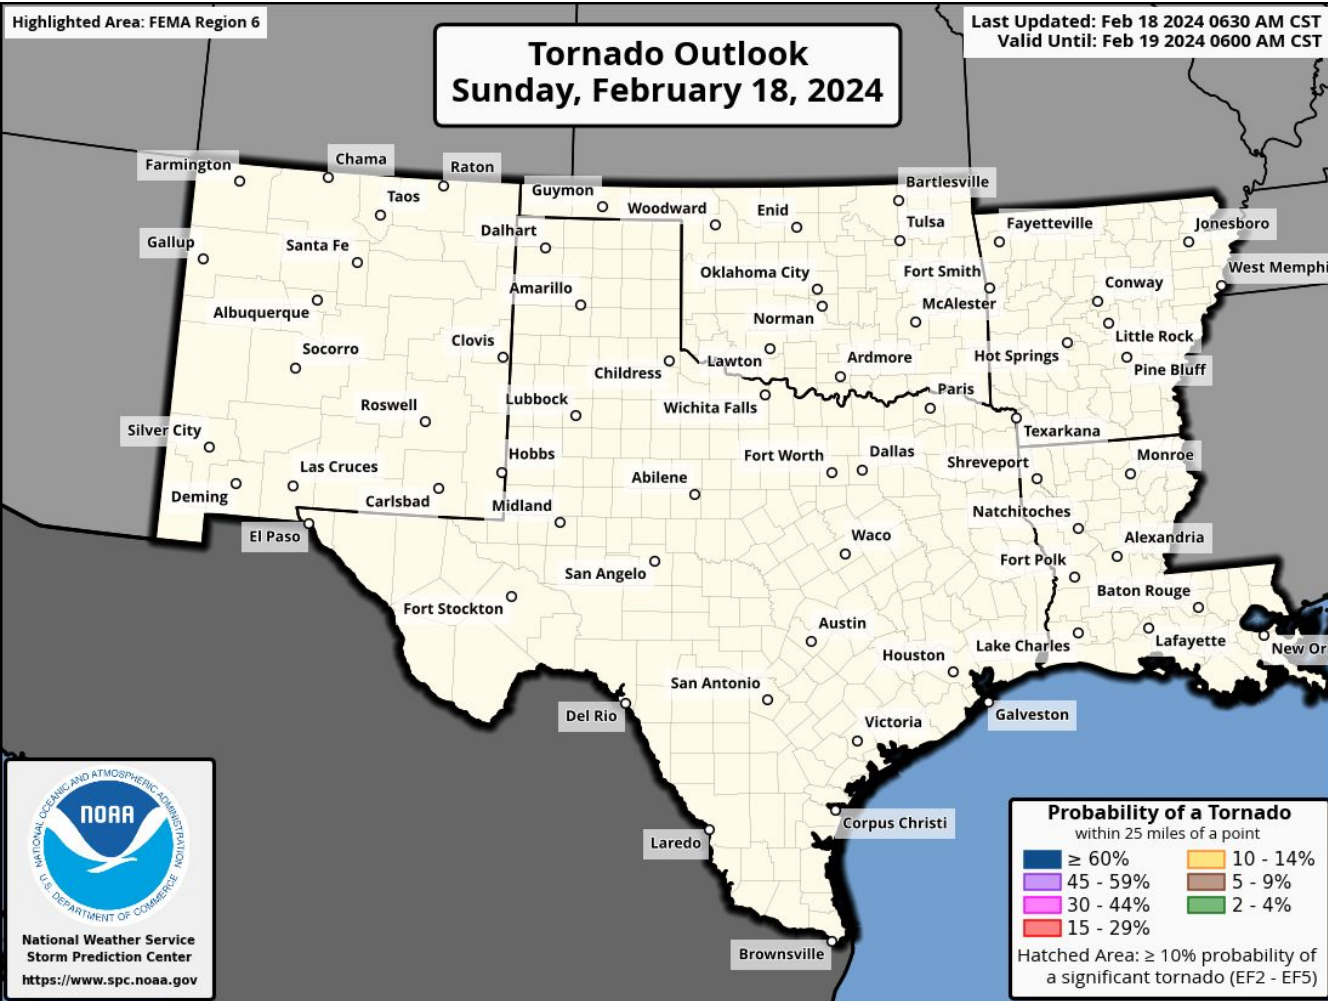 Highlighted Area: FEMA Region 6
Last Updated: Feb 18 2024 0630 AM CST
Valid Until: Feb 19 2024 0600 AM CST
Tornado Outlook
Sunday, February 18, 2024
Farmington
Chama
Raton
Taos
Guymon
Woodward
Enid
Bartlesville
Tulsa
Fayetteville
Jonesboro
Gallup
Santa Fe
Dalhart
Oklahoma City
Fort Smith
West Memphi
Amarillo
Conway
Albuquerque
Norman
McAlester
Socorro
Clovis
Childress
Lawton
Ardmore
Hot Springs
Little Rock
Pine Bluff
Roswell
Lubbock
Wichita Falls
Paris
Texarkana
Silver City
Las Cruces
Hobbs
Fort Worth
Dallas
Shreveport
Monroe
Deming
Carlsbad
Abilene
Midland
Natchitoches
El Paso
Waco
Alexandria
San Angelo
Fort Polk
Fort Stockton
Baton Rouge
Austin
Houston
Lake Charles
Lafayette
New Or
San Antonio
Del Rio
Victoria
Galveston
Corpus Christi
Laredo
Brownsville
NATIONAL OCEANIC AND ATMOSPHERIC ADMINISTRATION
NOAA
U.S. DEPARTMENT OF COMMERCE
National Weather Service
Storm Prediction Center
https://www.spc.noaa.gov
Probability of a Tornado
within 25 miles of a point
≥ 60%
10 - 14%
45 - 59%
5 - 9%
30 - 44%
2 - 4%
15 - 29%
Hatched Area: ≥ 10% probability of
a significant tornado (EF2 - EF5)